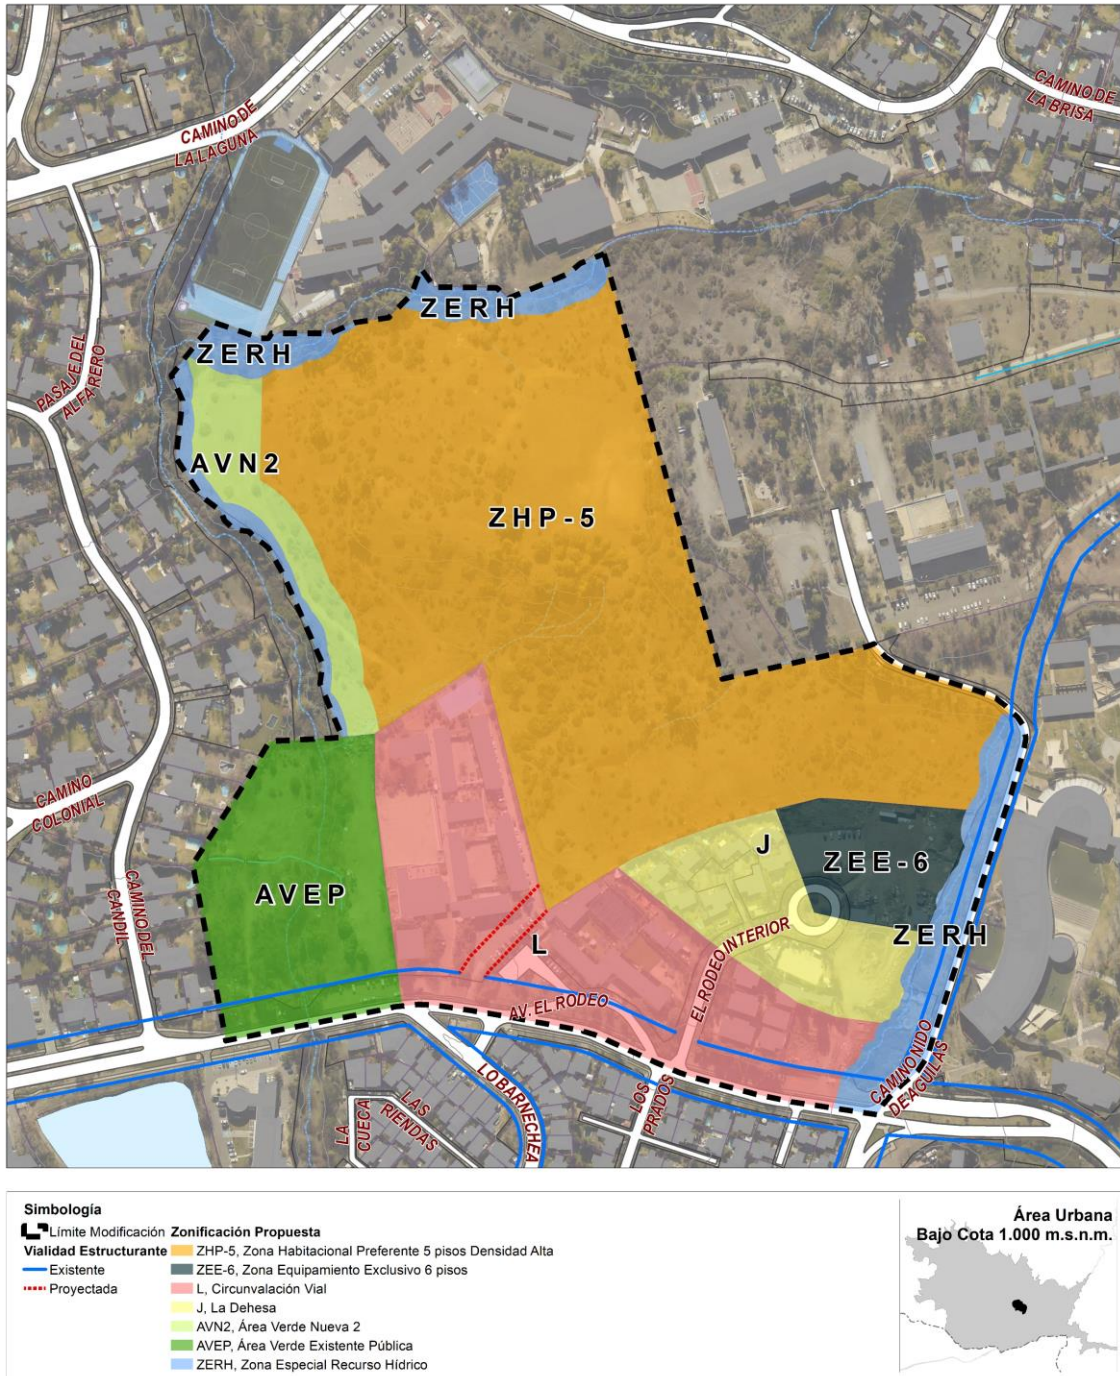 CAMINO DE
LA LAGUNA
CAMINO DE
LA BRISA
PASAJE DEL
ALFARERO
ZERH
ZERH
AVN2
ZHP-5
CAMINO
COLONIAL
CAMINO DEL
CANDIL
AVEP
J
ZEE-6
ZERH
L
EL RODEO INTERIOR
AV. EL RODEO
CAMINO NIDO
DE AGUILAS
LOBARNECHEA
LOS
PRADOS
LA
CUECA
LAS
RIENDAS
Simbología
Límite Modificación
Vialidad Estructurante
Existente
Proyectada
Zonificación Propuesta
ZHP-5, Zona Habitacional Preferente 5 pisos Densidad Alta
ZEE-6, Zona Equipamiento Exclusivo 6 pisos
L, Circunvalación Vial
J, La Dehesa
AVN2, Área Verde Nueva 2
AVEP, Área Verde Existente Pública
ZERH, Zona Especial Recurso Hídrico
Área Urbana
Bajo Cota 1.000 m.s.n.m.